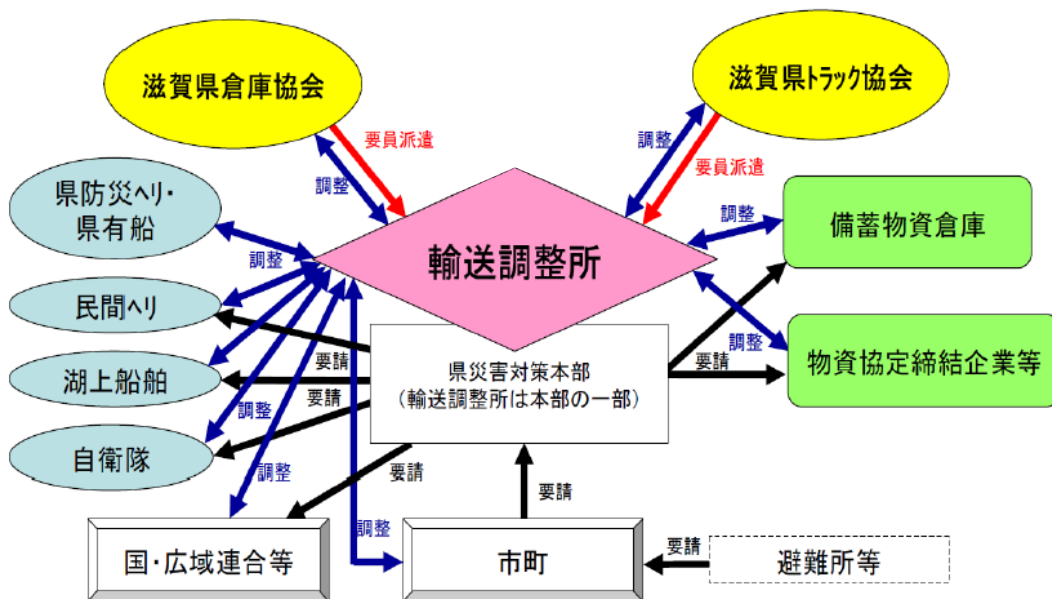 滋賀県倉庫協会
滋賀県トラック協会
要員派遣
調整
調整
要員派遣
県防災ヘリ・
県有船
調整
輸送調整所
調整
備蓄物資倉庫
民間ヘリ
要請
県災害対策本部
（輸送調整所は本部の一部）
調整
要請
物資協定締結企業等
湖上船舶
要請
調整
自衛隊
調整
要請
要請
国・広域連合等
調整
市町
要請
避難所等